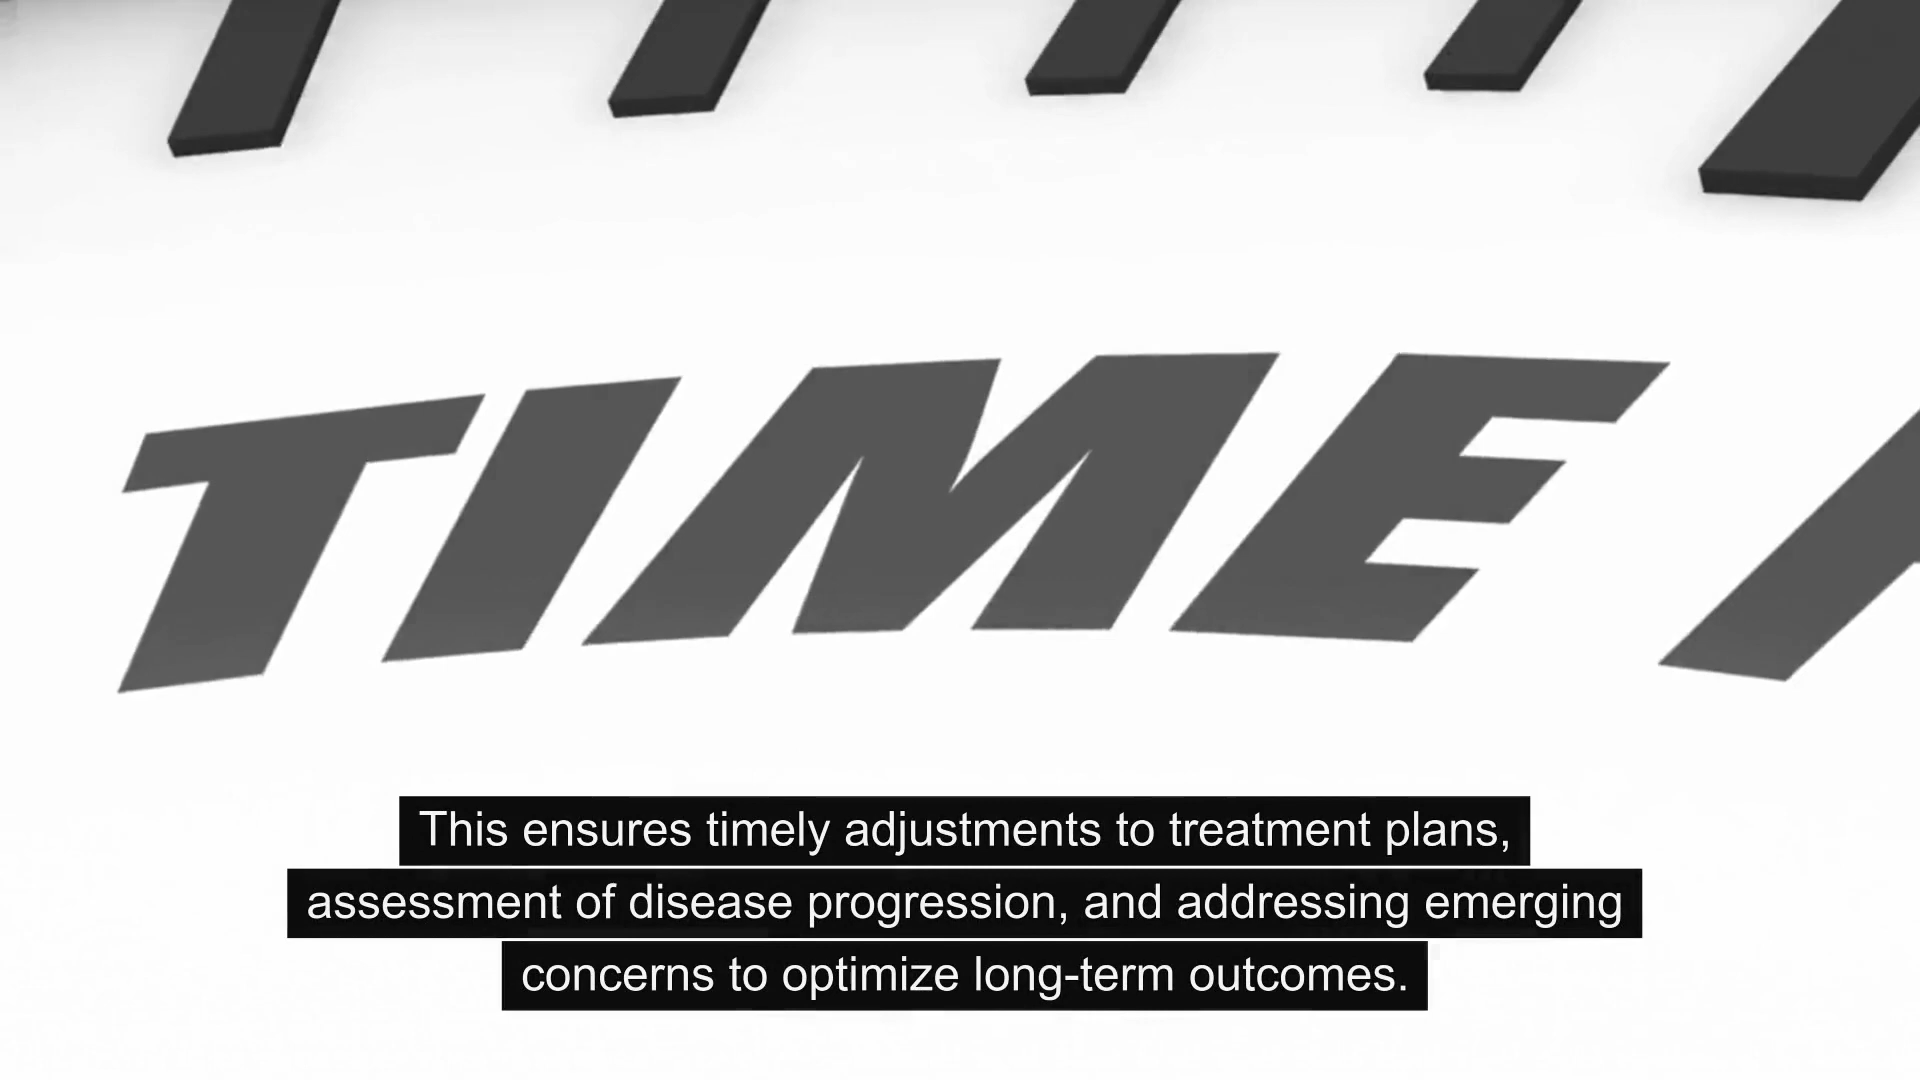 TIME
This ensures timely adjustments to treatment plans,
assessment of disease progression, and addressing emerging
concerns to optimize long-term outcomes.